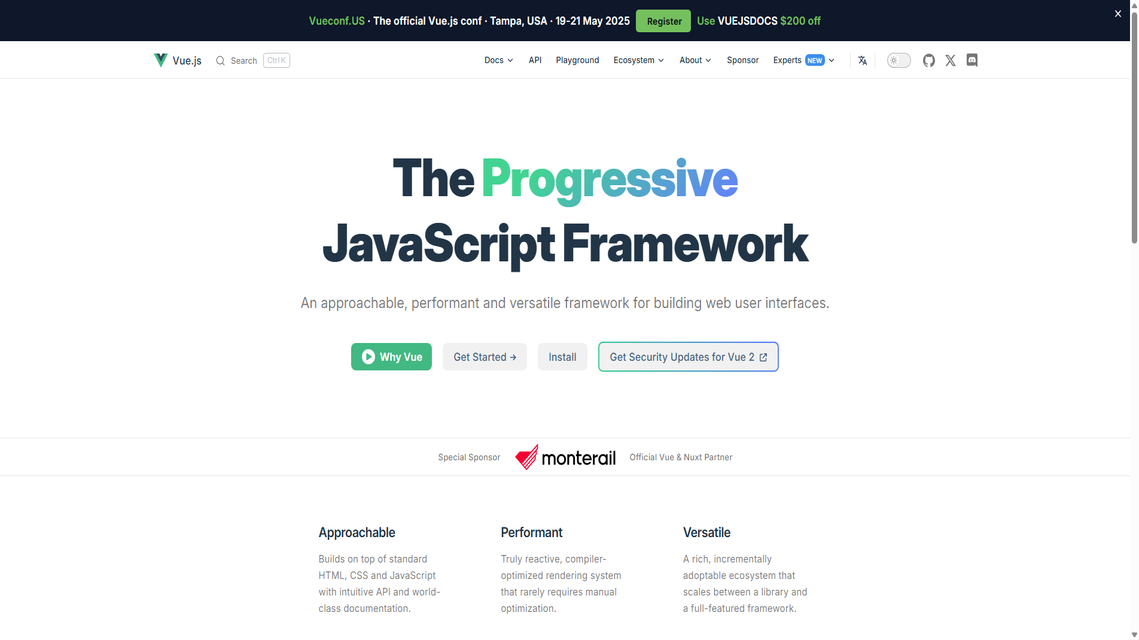 Vueconf.US · The official Vue.js conf · Tampa, USA · 19-21 May 2025 Register Use VUEJSDOCS $200 off
Vue.js Search Ctrl K Docs API Playground Ecosystem About Sponsor Experts NEW
The Progressive
JavaScript Framework
An approachable, performant and versatile framework for building web user interfaces.
Why Vue Get Started → Install Get Security Updates for Vue 2
Special Sponsor monterail Official Vue & Nuxt Partner
Approachable
Builds on top of standard
HTML, CSS and JavaScript
with intuitive API and world-
class documentation.
Performant
Truly reactive, compiler-
optimized rendering system
that rarely requires manual
optimization.
Versatile
A rich, incrementally
adoptable ecosystem that
scales between a library and
a full-featured framework.